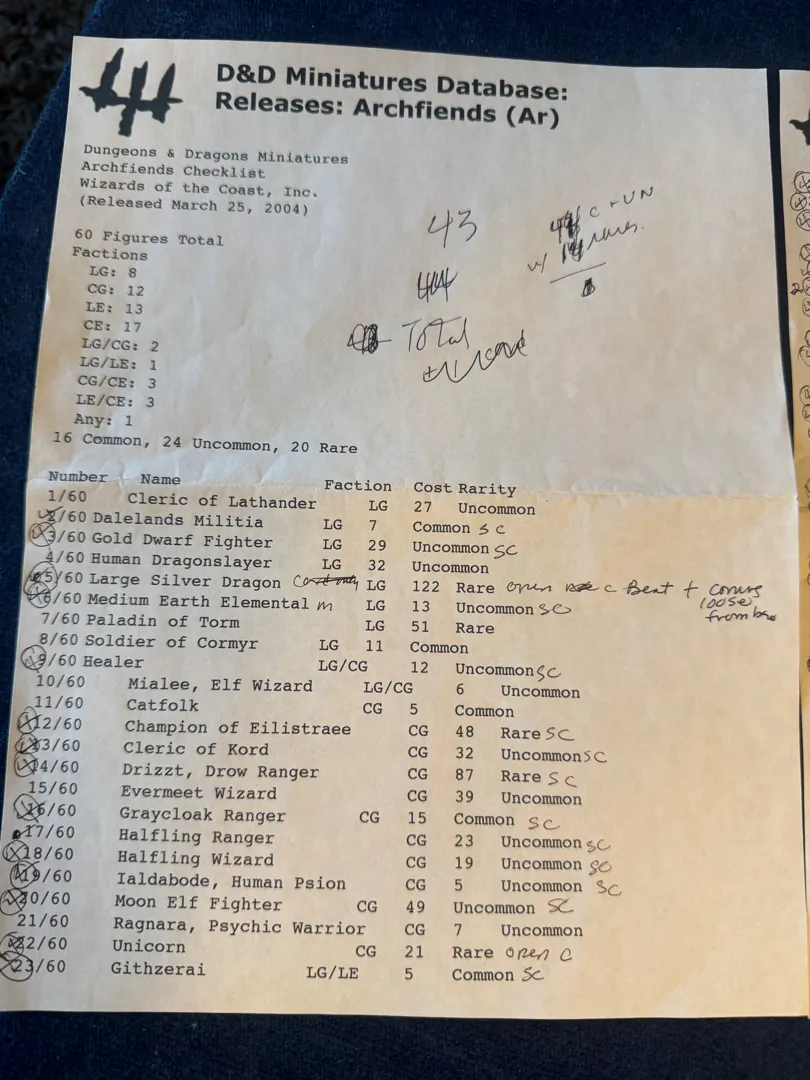 D&D Miniatures Database:
Releases: Archfiends (Ar)
Dungeons & Dragons Miniatures
Archfiends Checklist
Wizards of the Coast, Inc.
(Released March 25, 2004)
60 Figures Total
Factions
LG: 8
CG: 12
LE: 13
CE: 17
LG/CG: 2
LG/LE: 1
CG/CE: 3
LE/CE: 3
Any: 1
16 Common, 24 Uncommon, 20 Rare
43
C + UN
w/ rares.
44
Total
Number Name Faction Cost Rarity
1/60 Cleric of Lathander LG 27 Uncommon
2/60 Dalelands Militia LG 7 Common SC
3/60 Gold Dwarf Fighter LG 29 Uncommon SC
4/60 Human Dragonslayer LG 32 Uncommon
5/60 Large Silver Dragon Card only LG 122 Rare open C Beat + coming loose from
6/60 Medium Earth Elemental m LG 13 Uncommon SC
7/60 Paladin of Torm LG 51 Rare
8/60 Soldier of Cormyr LG 11 Common
9/60 Healer LG/CG 12 Uncommon SC
10/60 Mialee, Elf Wizard LG/CG 6 Uncommon
11/60 Catfolk CG 5 Common
12/60 Champion of Eilistraee CG 48 Rare SC
13/60 Cleric of Kord CG 32 Uncommon SC
14/60 Drizzt, Drow Ranger CG 87 Rare SC
15/60 Evermeet Wizard CG 39 Uncommon
16/60 Graycloak Ranger CG 15 Common SC
17/60 Halfling Ranger CG 23 Uncommon SC
18/60 Halfling Wizard CG 19 Uncommon SC
19/60 Ialdabode, Human Psion CG 5 Uncommon SC
20/60 Moon Elf Fighter CG 49 Uncommon SC
21/60 Ragnara, Psychic Warrior CG 7 Uncommon
22/60 Unicorn CG 21 Rare open C
23/60 Githzerai LG/LE 5 Common SC